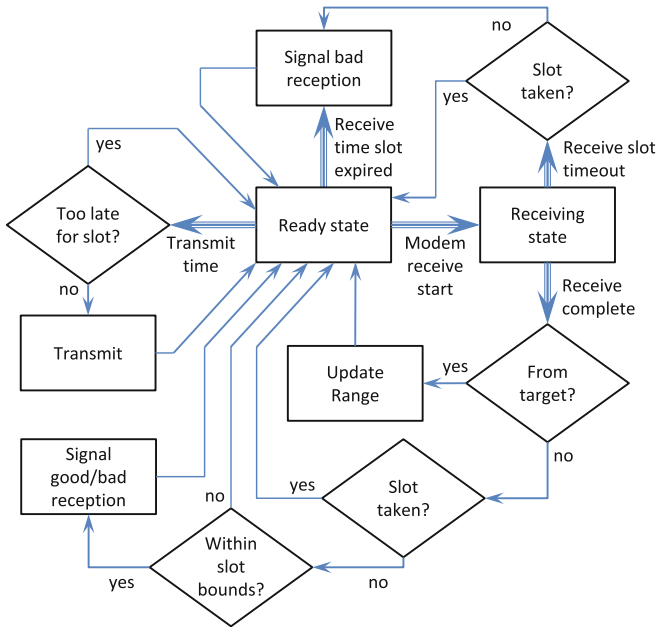 no
Signal bad
reception
Slot
taken?
yes
Receive
time slot
expired
Receive slot
timeout
yes
Too late
for slot?
Ready state
Receiving
state
Transmit
time
Modem
receive
start
no
Receive
complete
Transmit
Update
Range
yes
From
target?
Signal
good/bad
reception
no
yes
Slot
taken?
no
Within
slot
bounds?
yes
no